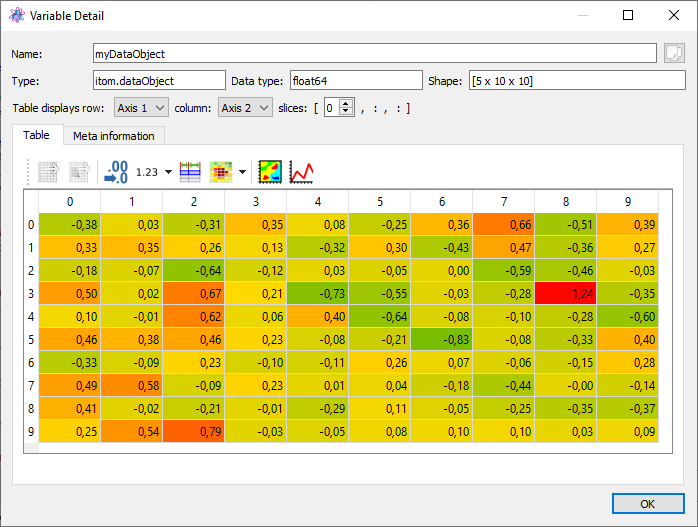 Variable Detail
Name: myDataObject
Type: itom.dataObject Data type: float64 Shape: [5 x 10 x 10]
Table displays row: Axis 1 column: Axis 2 slices: [ 0 , : , : ]
Table Meta information
.00 →.0 1.23
0 1 2 3 4 5 6 7 8 9
0 -0,38 0,03 -0,31 0,35 0,08 -0,25 0,36 0,66 -0,51 0,39
1 0,33 0,35 0,26 0,13 -0,32 0,30 -0,43 0,47 -0,36 0,27
2 -0,18 -0,07 -0,64 -0,12 0,03 -0,05 0,00 -0,59 -0,46 -0,03
3 0,50 0,02 0,67 0,21 -0,73 -0,55 -0,03 -0,28 1,24 -0,35
4 0,10 -0,01 0,62 0,06 0,40 -0,64 -0,08 -0,10 -0,28 -0,60
5 0,46 0,38 0,46 0,23 -0,08 -0,21 -0,83 -0,08 -0,33 0,40
6 -0,33 -0,09 0,23 -0,10 -0,11 0,26 0,07 -0,06 -0,15 0,28
7 0,49 0,58 -0,09 0,23 0,01 0,04 -0,18 -0,44 -0,00 -0,14
8 0,41 -0,02 -0,21 -0,01 -0,29 0,11 -0,05 -0,25 -0,35 -0,37
9 0,25 0,54 0,79 -0,03 -0,05 0,08 0,10 0,10 0,03 0,09
OK